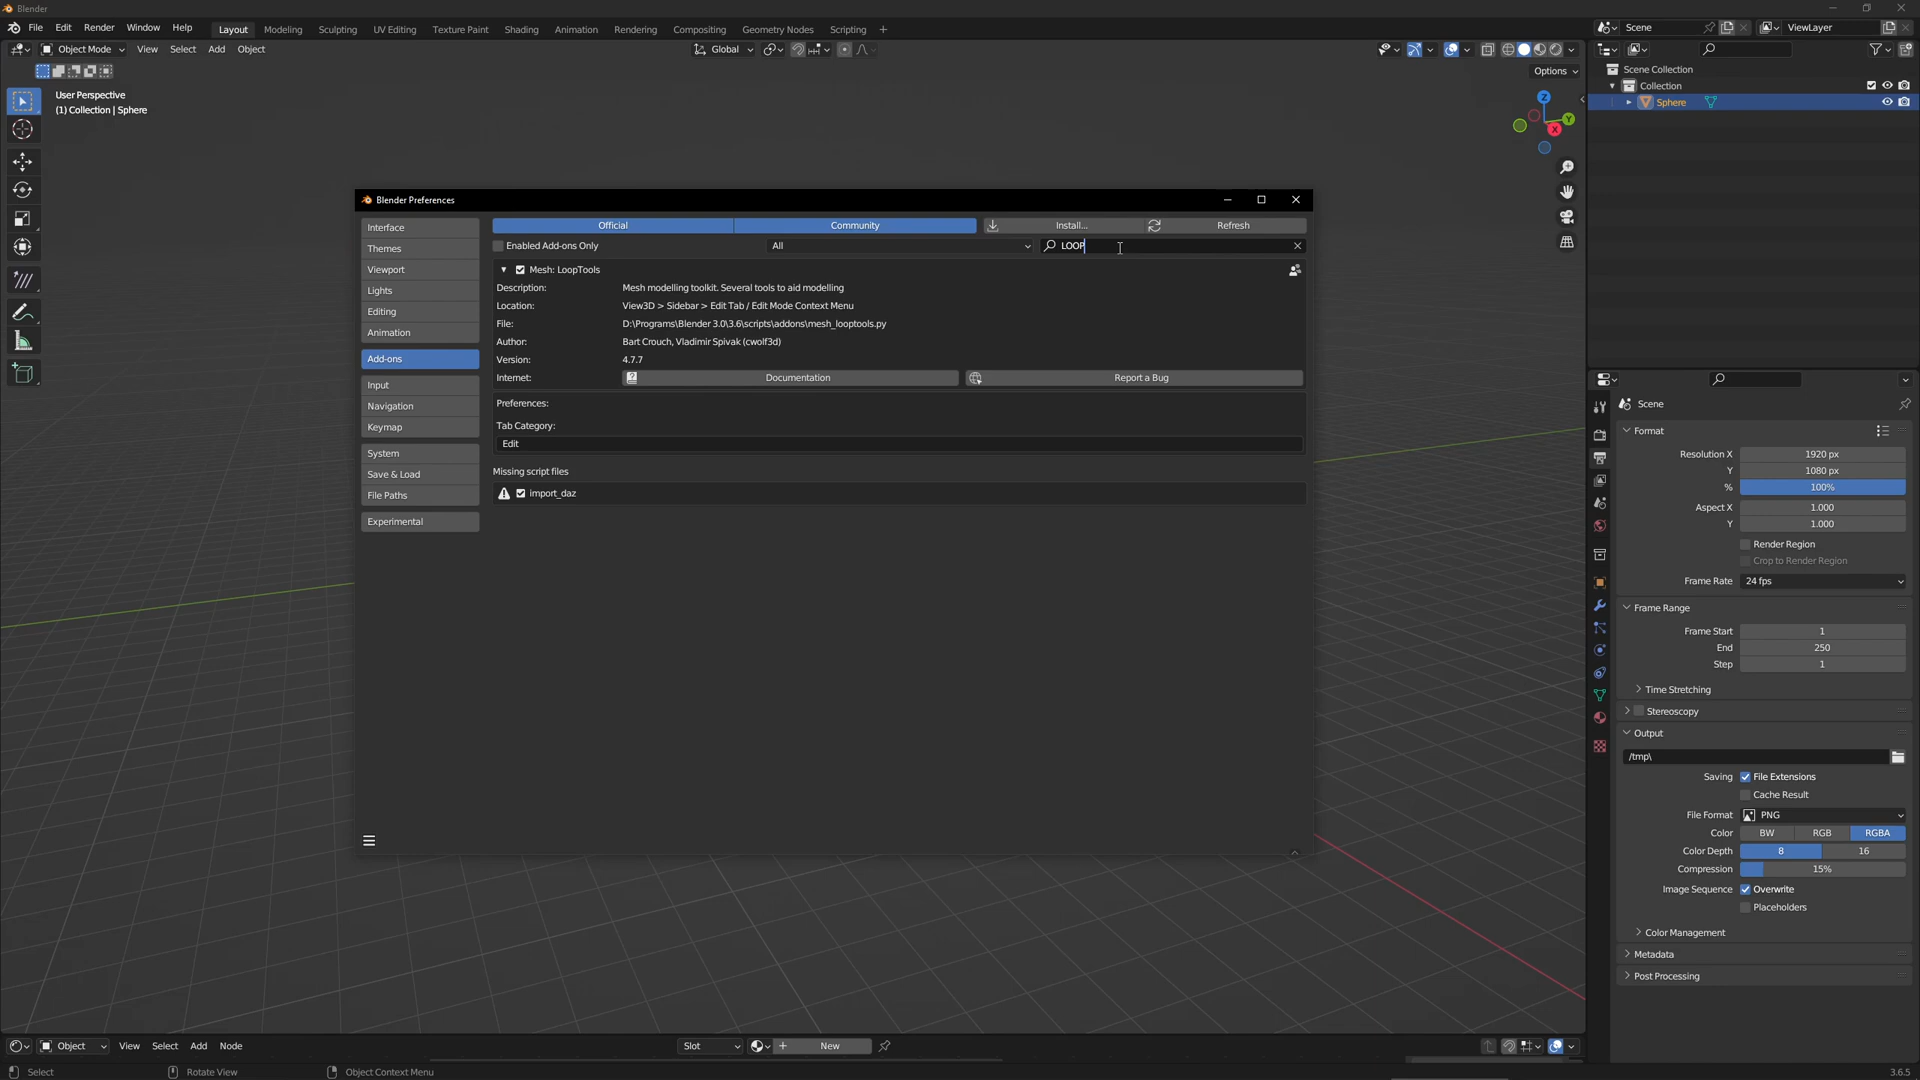 Blender
File Edit Render Window Help Layout Modeling Sculpting UV Editing Texture Paint Shading Animation Rendering Compositing Geometry Nodes Scripting + Scene ViewLayer
Object Mode View Select Add Object Global
Options
User Perspective
(1) Collection | Sphere
Z
Y
X
Scene Collection
Collection
Sphere
Blender Preferences
Interface
Themes
Viewport
Lights
Editing
Animation
Add-ons
Input
Navigation
Keymap
System
Save & Load
File Paths
Experimental
Official Community Install... Refresh
Enabled Add-ons Only All LOOP
Mesh: LoopTools
Description: Mesh modelling toolkit. Several tools to aid modelling
Location: View3D > Sidebar > Edit Tab / Edit Mode Context Menu
File: D:\Programs\Blender 3.0\3.6\scripts\addons\mesh_looptools.py
Author: Bart Crouch, Vladimir Spivak (cwolf3d)
Version: 4.7.7
Internet: Documentation Report a Bug
Preferences:
Tab Category:
Edit
Missing script files
import_daz
Scene
Format
Resolution X 1920 px
Y 1080 px
% 100%
Aspect X 1.000
Y 1.000
Render Region
Crop to Render Region
Frame Rate 24 fps
Frame Range
Frame Start 1
End 250
Step 1
Time Stretching
Stereoscopy
Output
/tmp\
Saving File Extensions
Cache Result
File Format PNG
Color BW RGB RGBA
Color Depth 8 16
Compression 15%
Image Sequence Overwrite
Placeholders
Color Management
Metadata
Post Processing
Object View Select Add Node Slot + New
Select Rotate View Object Context Menu 3.6.5